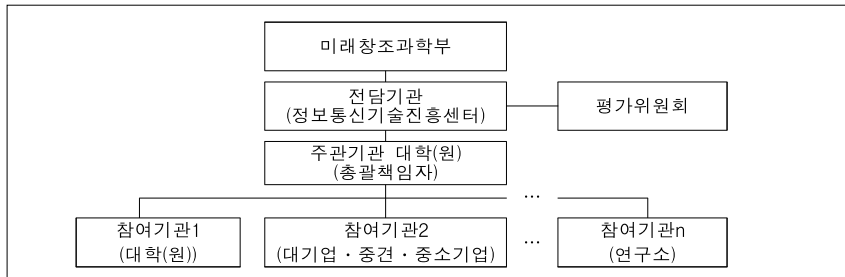 미래창조과학부
전담기관
(정보통신기술진흥센터)
평가위원회
주관기관 대학(원)
(총괄책임자)
…
참여기관1
(대학(원))
참여기관2
(대기업·중견·중소기업)
…
참여기관n
(연구소)